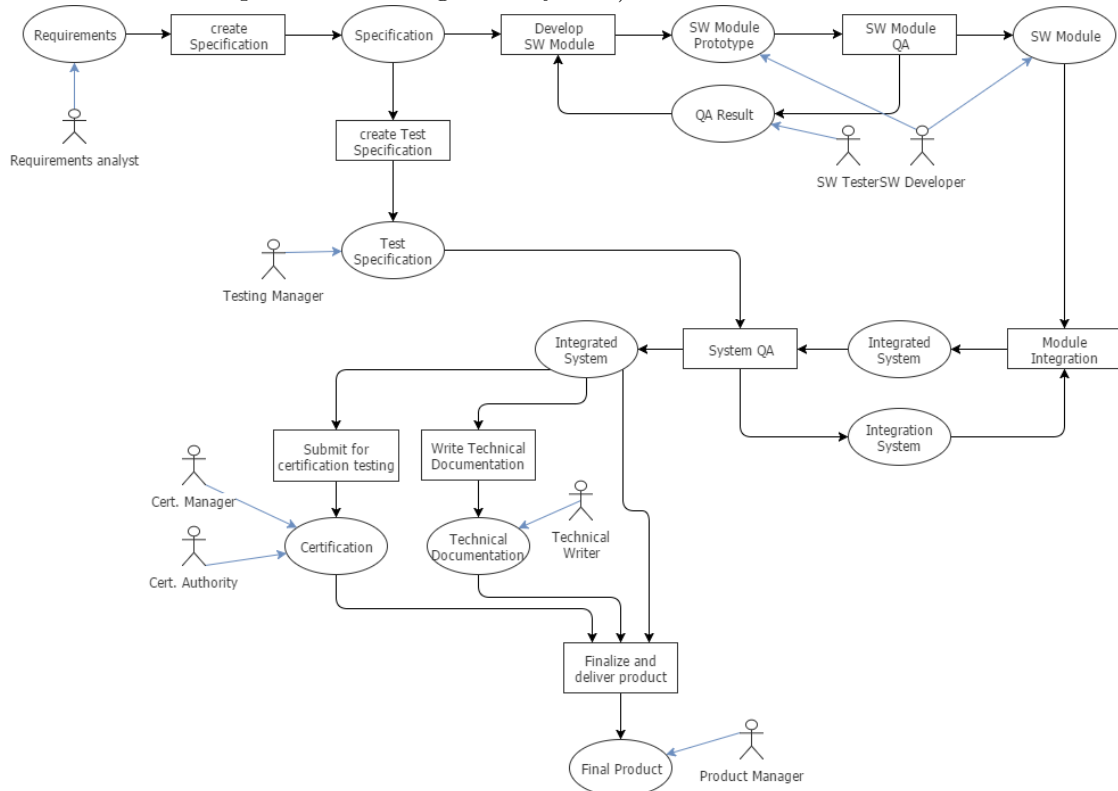 Requirements
create
Specification
Specification
Develop
SW Module
SW Module
Prototype
SW Module
QA
SW Module
QA Result
create Test
Specification
Requirements analyst
SW Tester
SW Developer
Test
Specification
Testing Manager
Integrated
System
System QA
Integrated
System
Module
Integration
Integration
System
Submit for
certification testing
Write Technical
Documentation
Cert. Manager
Certification
Technical
Documentation
Technical
Writer
Cert. Authority
Finalize and
deliver product
Final Product
Product Manager